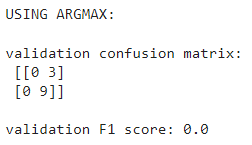 USING ARGMAX:
validation confusion matrix:
[[0 3]
[0 9]]
validation F1 score: 0.0